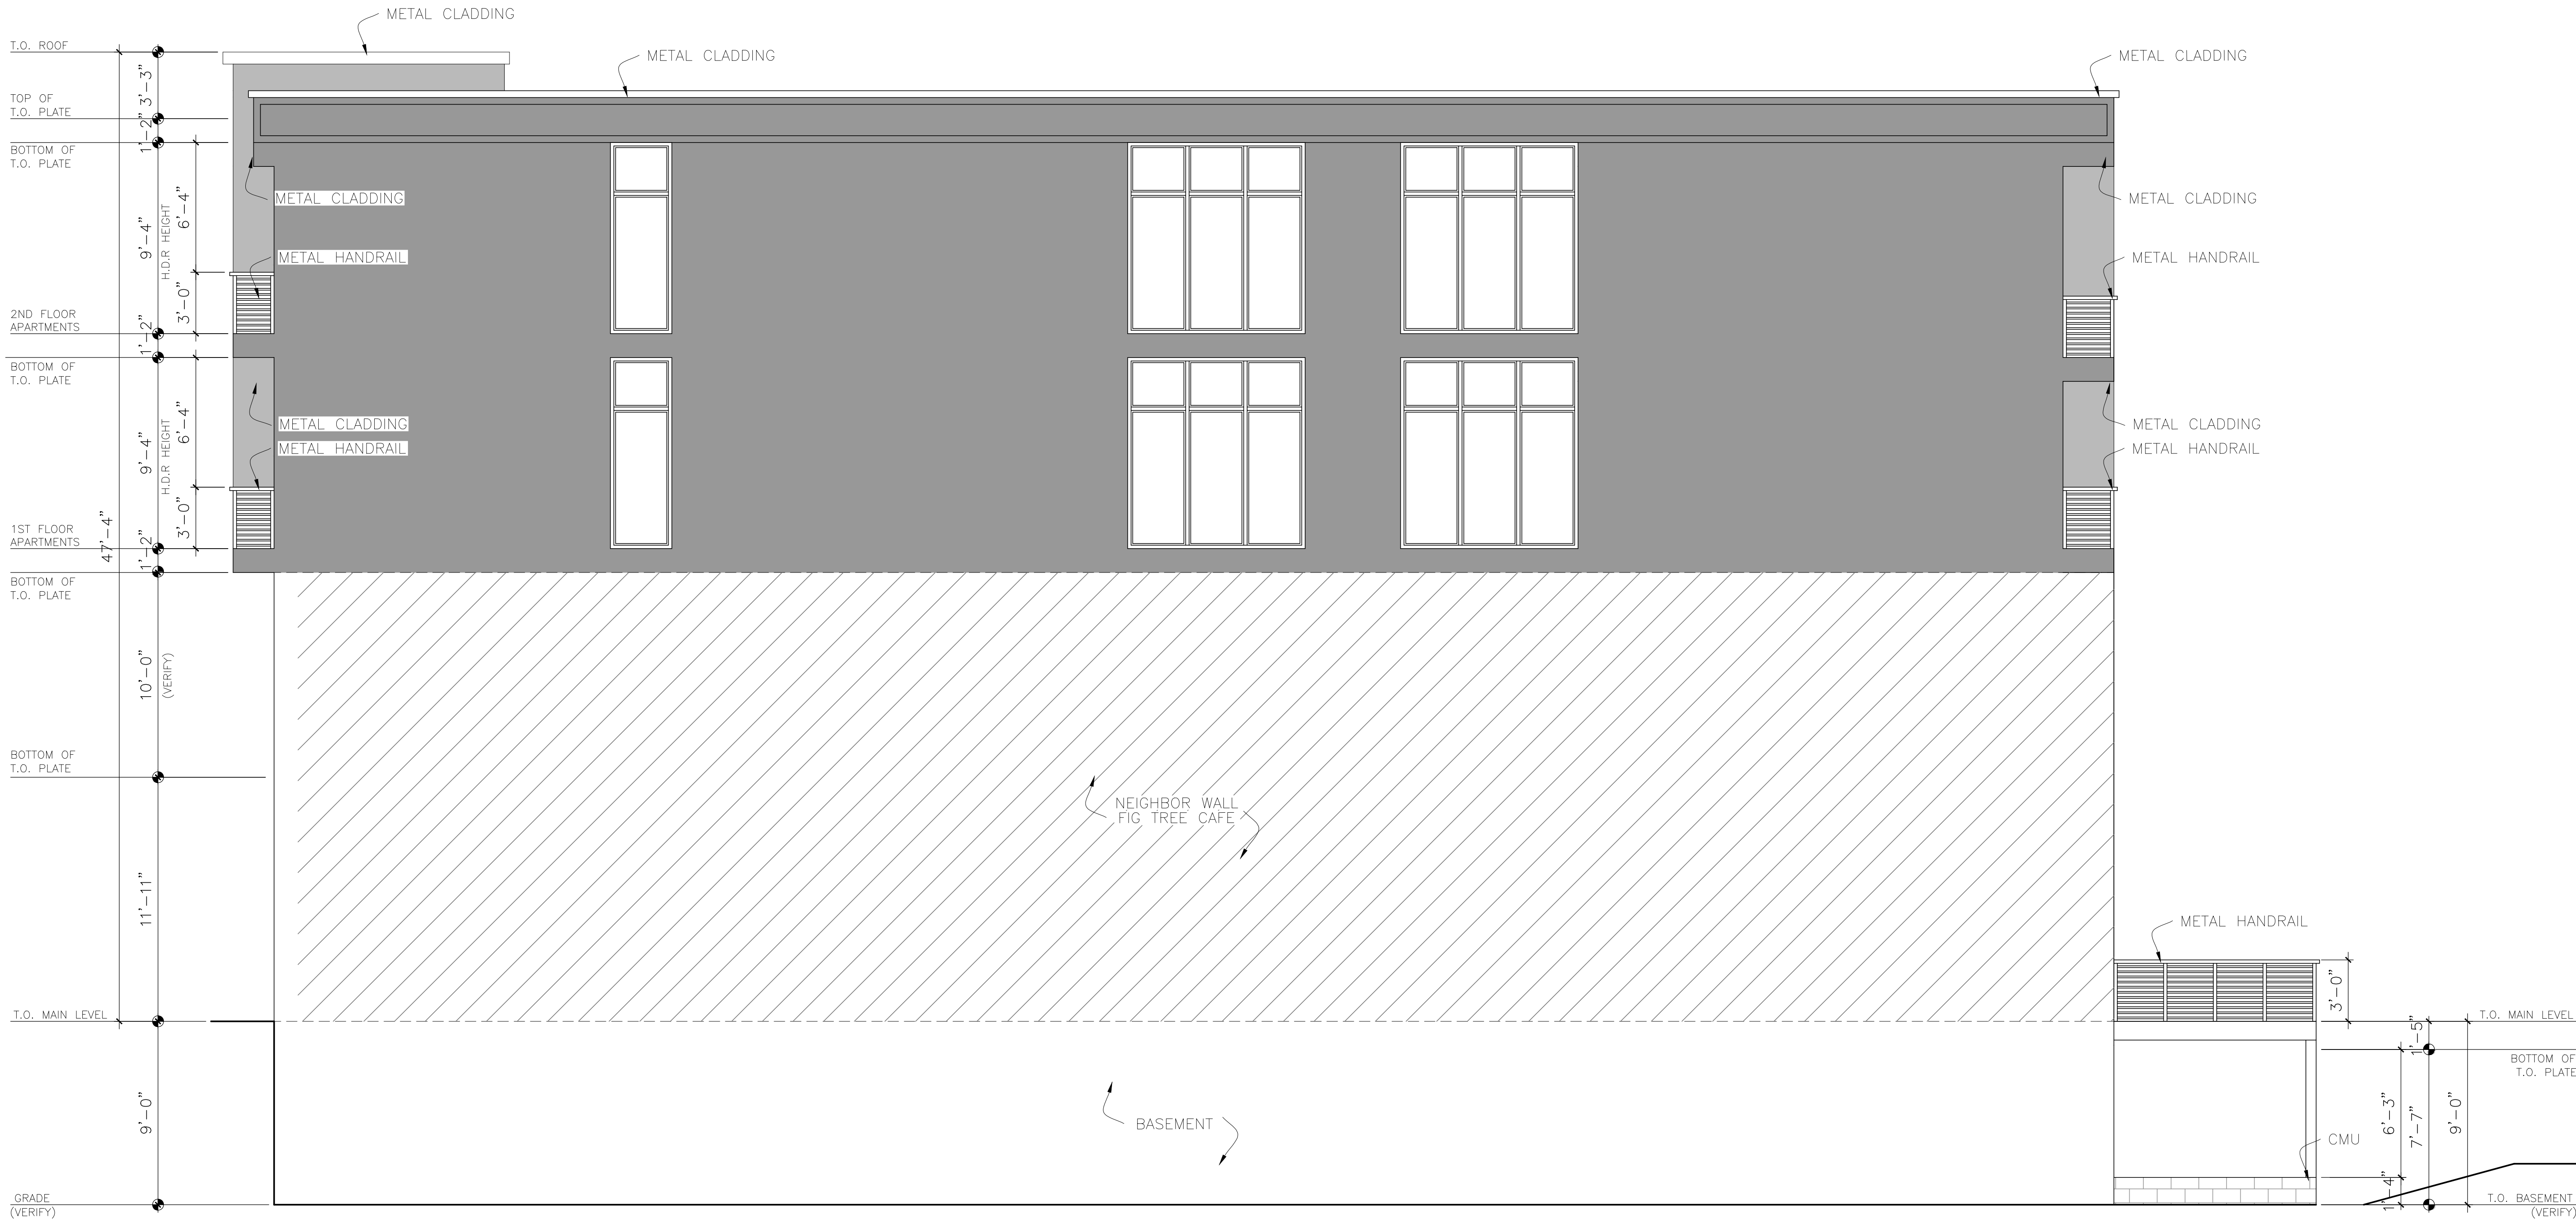 METAL CLADDING
T.O. ROOF
METAL CLADDING
METAL CLADDING
3'-3"
TOP OF
T.O. PLATE
1'-2"
BOTTOM OF
T.O. PLATE
METAL CLADDING
METAL CLADDING
9'-4"
H.D.R HEIGHT
6'-4"
METAL HANDRAIL
METAL HANDRAIL
3'-0"
2ND FLOOR
APARTMENTS
1'-2"
BOTTOM OF
T.O. PLATE
METAL CLADDING
METAL CLADDING
9'-4"
H.D.R HEIGHT
6'-4"
METAL HANDRAIL
METAL HANDRAIL
3'-0"
1ST FLOOR
APARTMENTS
47'-4"
1'-2"
BOTTOM OF
T.O. PLATE
10'-0"
(VERIFY)
BOTTOM OF
T.O. PLATE
NEIGHBOR WALL
FIG TREE CAFE
11'-11"
METAL HANDRAIL
3'-0"
T.O. MAIN LEVEL
T.O. MAIN LEVEL
1'-5"
BOTTOM OF
T.O. PLATE
9'-0"
BASEMENT
6'-3"
7'-7"
9'-0"
CMU
1'-4"
GRADE
(VERIFY)
T.O. BASEMENT
(VERIFY)